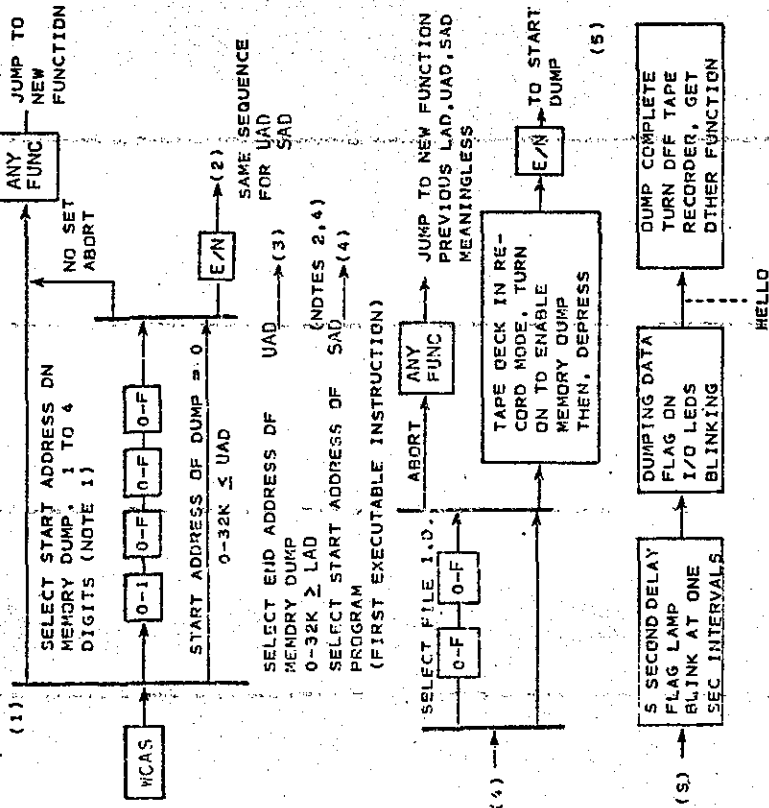 (1)
WCAS
SELECT START ADDRESS ON
MEMORY DUMP, 1 TO 4
DIGITS (NOTE 1)
0-1
0-F
0-F
0-F
START ADDRESS OF DUMP = 0
0-32K ≤ UAD
NO SET
ABORT
ANY
FUNC
JUMP TO
NEW
FUNCTION
E/N
(2)
SAME SEQUENCE
FOR UAD
SAD
SELECT END ADDRESS OF UAD (3)
MEMORY DUMP
0-32K ≥ LAD (NOTES 2,4)
SELECT START ADDRESS OF SAD (4)
PROGRAM
(FIRST EXECUTABLE INSTRUCTION)
(4)
SELECT FILE I.D.
0-F
0-F
ABORT
ANY
FUNC
JUMP TO NEW FUNCTION
PREVIOUS LAD,UAD,SAD
MEANINGLESS
TAPE DECK IN RE-
CORD MODE, TURN
ON TO ENABLE
MEMORY DUMP
THEN, DEPRESS
E/N
TO START
DUMP
(5)
(5)
5 SECOND DELAY
FLAG LAMP
BLINK AT ONE
SEC INTERVALS
DUMPING DATA
FLAG ON
I/O LEDS
BLINKING
HELLO
DUMP COMPLETE
TURN OFF TAPE
RECORDER, GET
OTHER FUNCTION